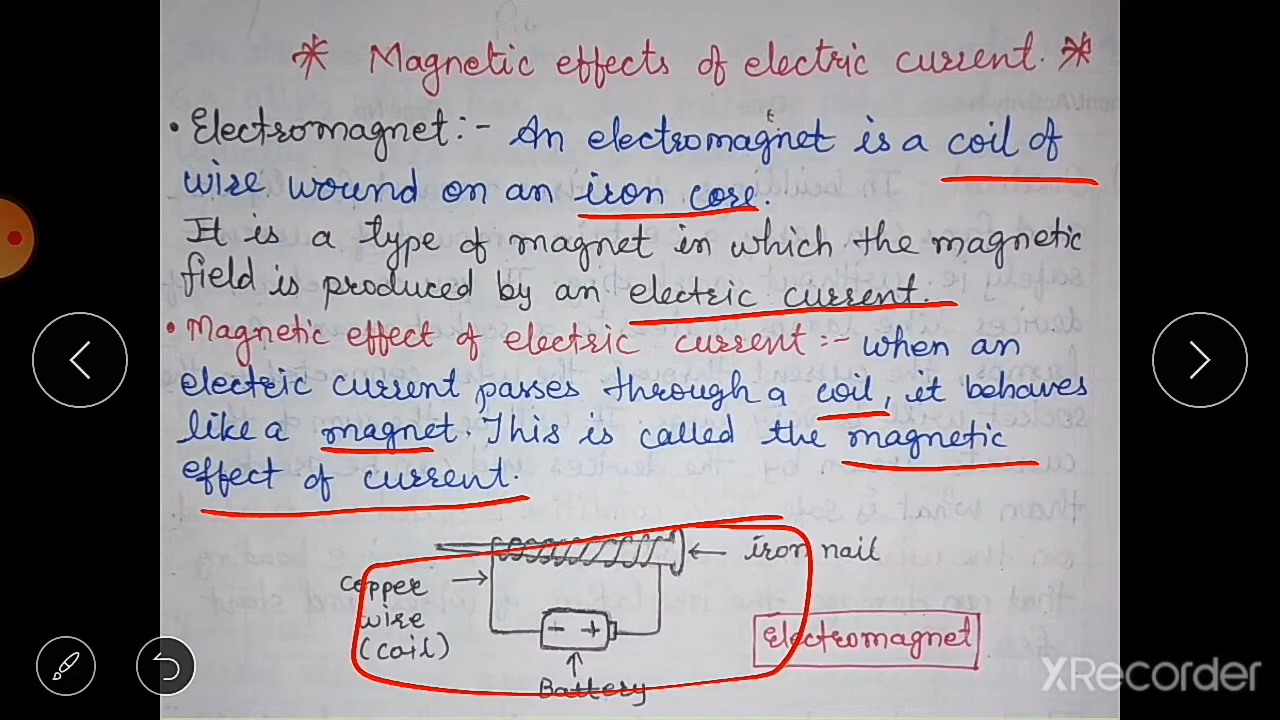 * Magnetic effects of electric current. *
• Electromagnet:- An electromagnet is a coil of
wire wound on an iron core.
It is a type of magnet in which the magnetic
field is produced by an electric current.
• Magnetic effect of electric current:- When an
electric current passes through a coil, it behaves
like a magnet. This is called the magnetic
effect of current.
iron nail
copper
wire
(coil)
- +
Electromagnet
Battery
XRecorder